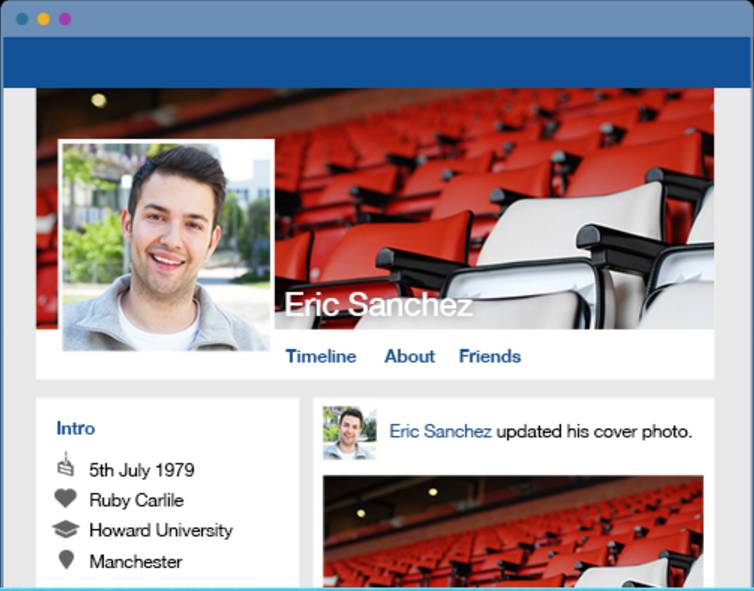 Eric Sanchez
Timeline About Friends
Intro
5th July 1979
Ruby Carlile
Howard University
Manchester
Eric Sanchez updated his cover photo.